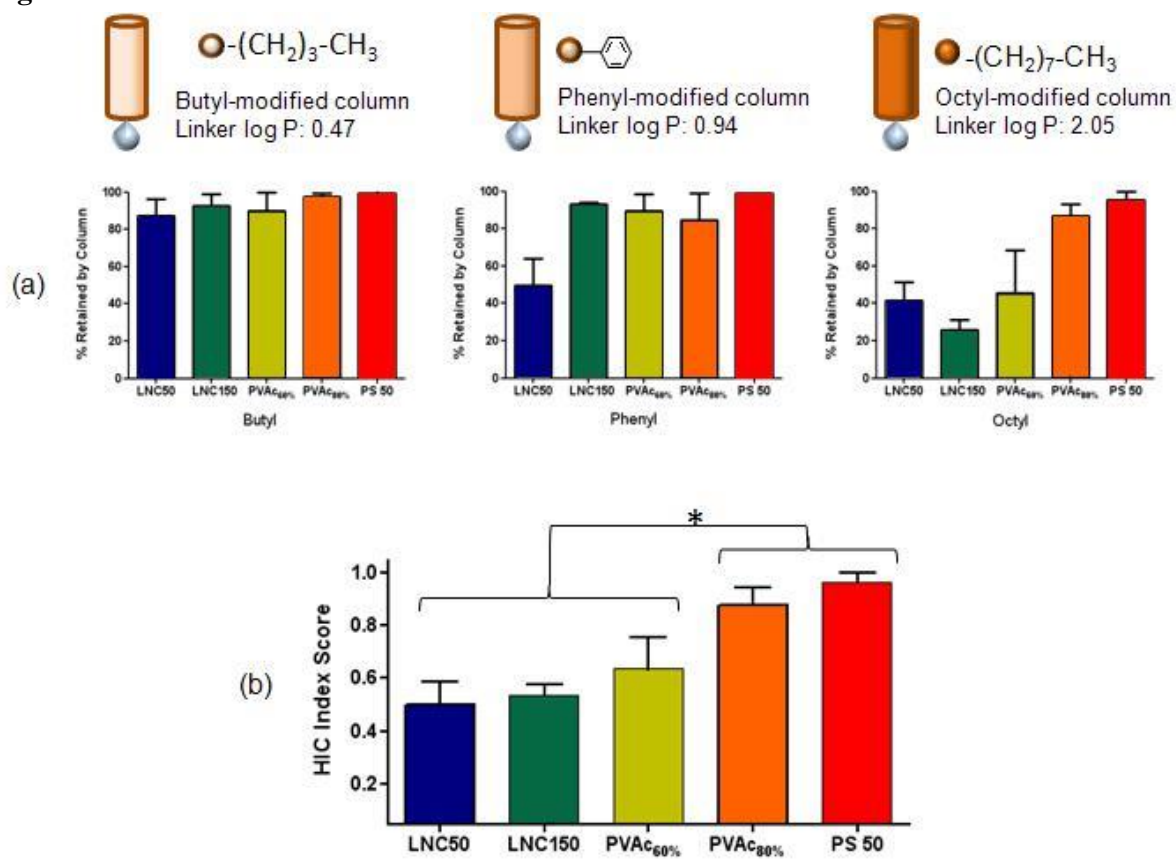 -(CH2)3-CH3
Butyl-modified column
Linker log P: 0.47
Phenyl-modified column
Linker log P: 0.94
-(CH2)7-CH3
Octyl-modified column
Linker log P: 2.05
(a)
% Retained by Column
100
80
60
40
20
0
LNC50 LNC150 PVAc60% PVAc80% PS 50
Butyl
% Retained by Column
100
80
60
40
20
0
LNC50 LNC150 PVAc60% PVAc80% PS 50
Phenyl
% Retained by Column
100
80
60
40
20
0
LNC50 LNC150 PVAc60% PVAc80% PS 50
Octyl
(b)
*
HIC Index Score
1.0
0.8
0.6
0.4
0.2
LNC50 LNC150 PVAc60% PVAc80% PS 50